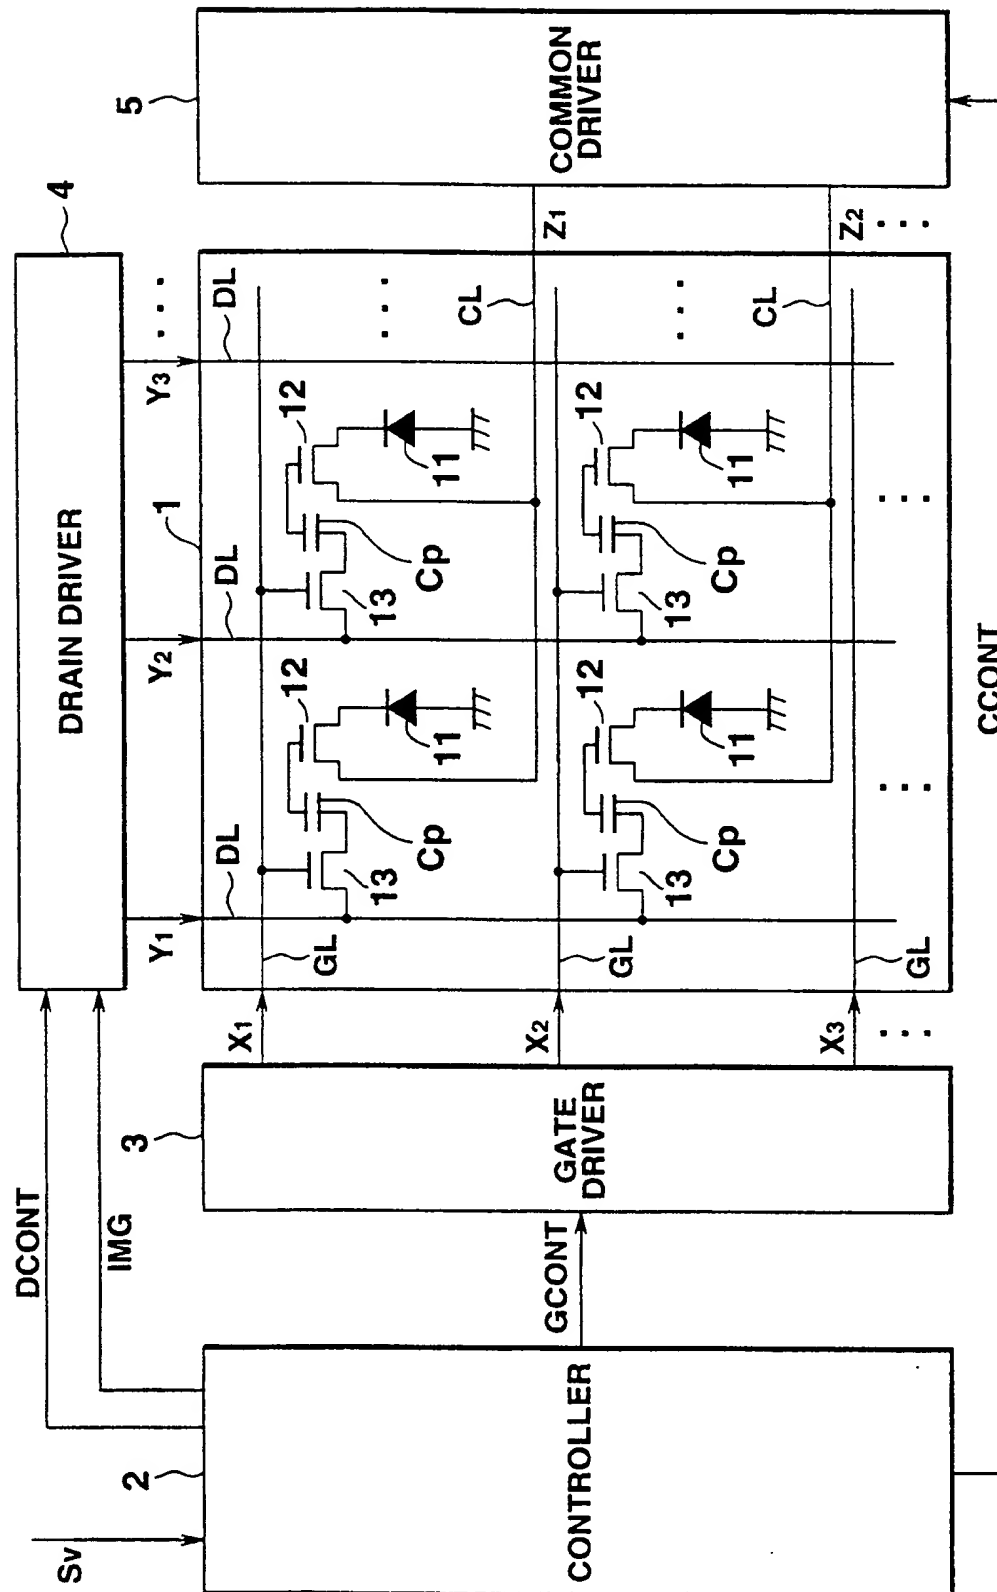 DRAIN DRIVER
4
DCONT
IMG
Y1
Y2
Y3
. . .
DL
DL
1
DL
Sv
2
CONTROLLER
GCONT
3
GATE
DRIVER
X1
GL
13
Cp
12
11
13
Cp
12
11
. . .
CL
Z1
X2
GL
13
Cp
12
11
13
Cp
12
11
. . .
CL
Z2
X3
GL
. . .
. . .
. . .
. . .
5
COMMON
DRIVER
CCONT